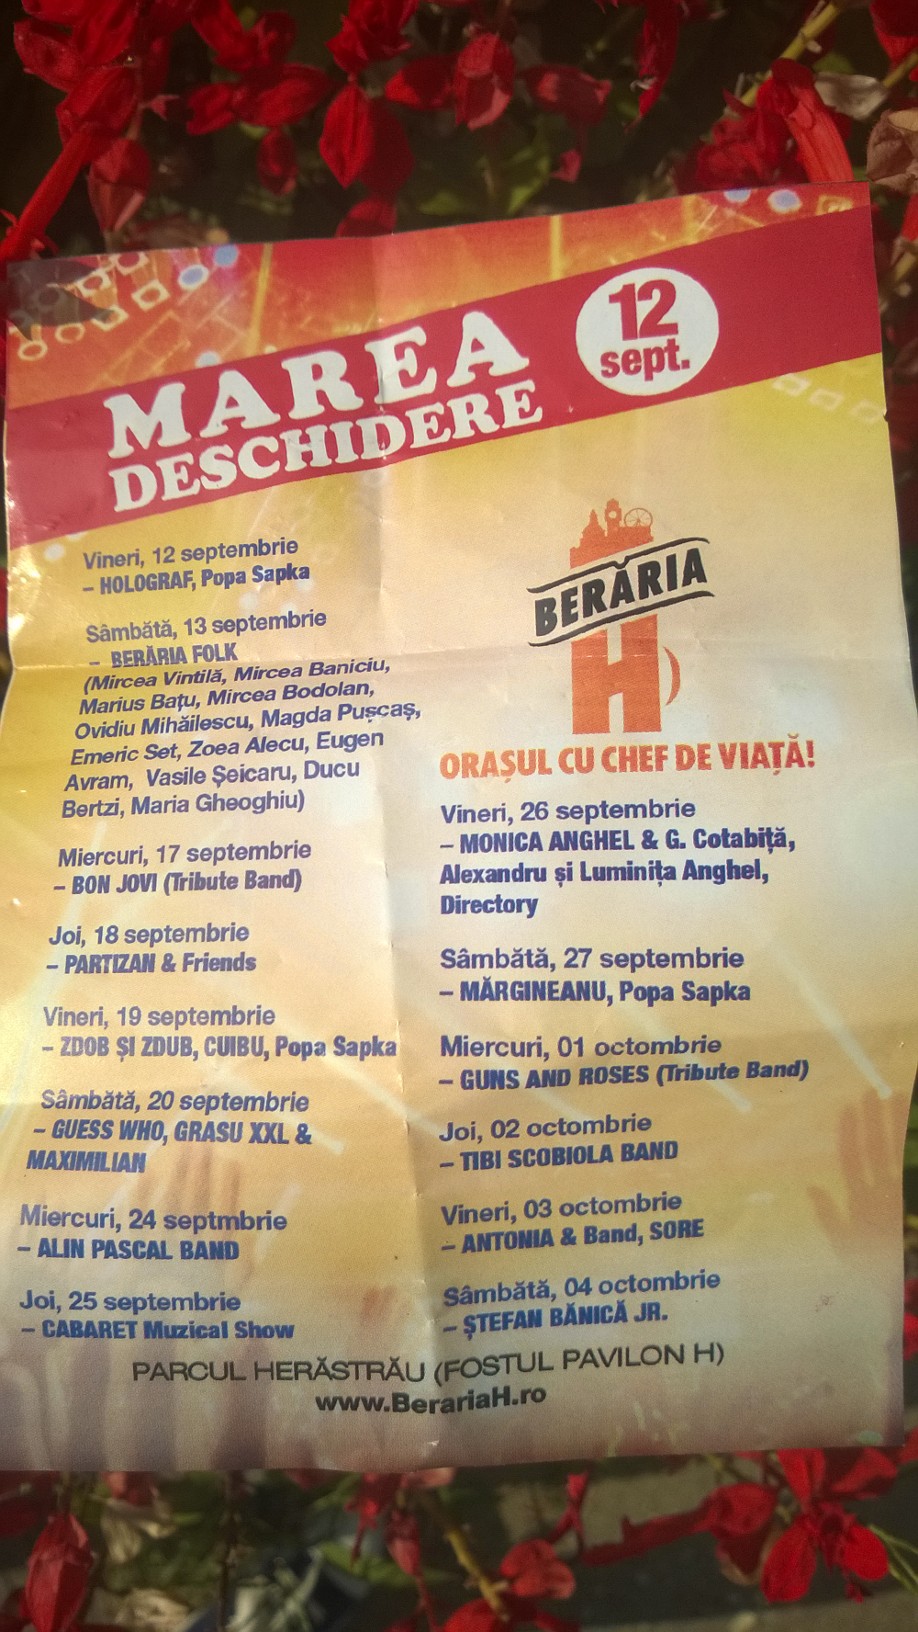 MAREA
DESCHIDERE
12
sept.
Vineri, 12 septembrie
– HOLOGRAF, Popa Sapka
Sâmbătă, 13 septembrie
– BERĂRIA FOLK
(Mircea Vintilă, Mircea Baniciu,
Marius Bațu, Mircea Bodolan,
Ovidiu Mihăilescu, Magda Pușcaș,
Emeric Set, Zoea Alecu, Eugen
Avram, Vasile Șeicaru, Ducu
Bertzi, Maria Gheoghiu)
Miercuri, 17 septembrie
– BON JOVI (Tribute Band)
Joi, 18 septembrie
– PARTIZAN & Friends
Vineri, 19 septembrie
– ZDOB ȘI ZDUB, CUIBU, Popa Sapka
Sâmbătă, 20 septembrie
– GUESS WHO, GRASU XXL &
MAXIMILIAN
Miercuri, 24 septmbrie
– ALIN PASCAL BAND
Joi, 25 septembrie
– CABARET Muzical Show
BERĂRIA
H
ORAȘUL CU CHEF DE VIAȚĂ!
Vineri, 26 septembrie
– MONICA ANGHEL & G. Cotabiță,
Alexandru și Luminița Anghel,
Directory
Sâmbătă, 27 septembrie
– MĂRGINEANU, Popa Sapka
Miercuri, 01 octombrie
– GUNS AND ROSES (Tribute Band)
Joi, 02 octombrie
– TIBI SCOBIOLA BAND
Vineri, 03 octombrie
– ANTONIA & Band, SORE
Sâmbătă, 04 octombrie
– ȘTEFAN BĂNICĂ JR.
PARCUL HERĂSTRĂU (FOSTUL PAVILON H)
www.BerariaH.ro